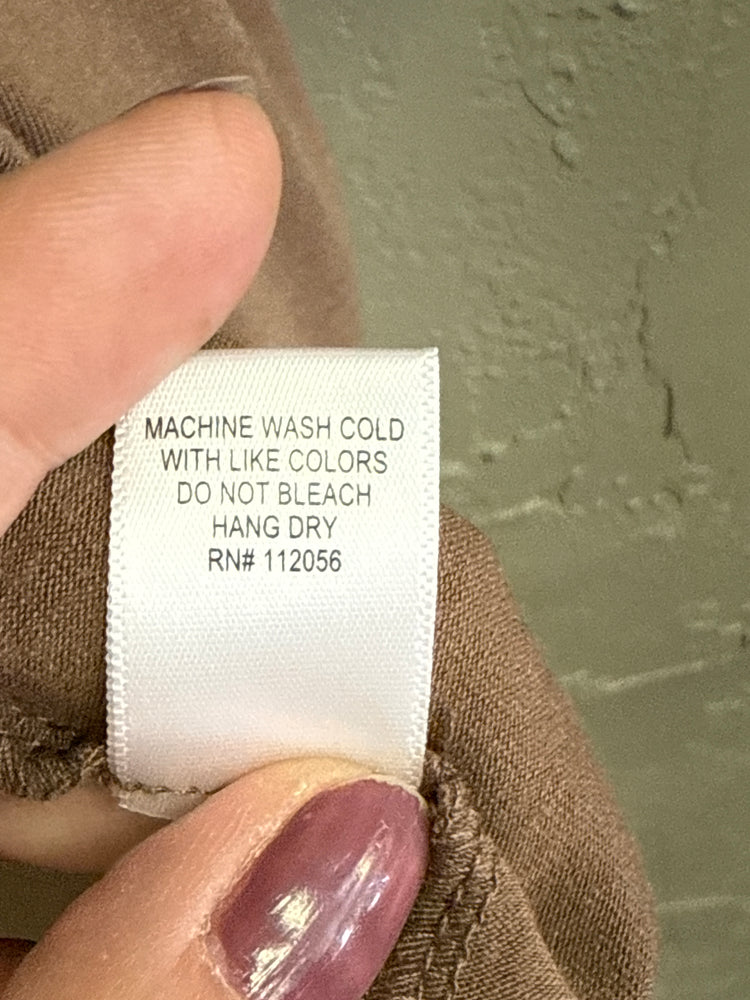 MACHINE WASH COLD
WITH LIKE COLORS
DO NOT BLEACH
HANG DRY
RN# 112056